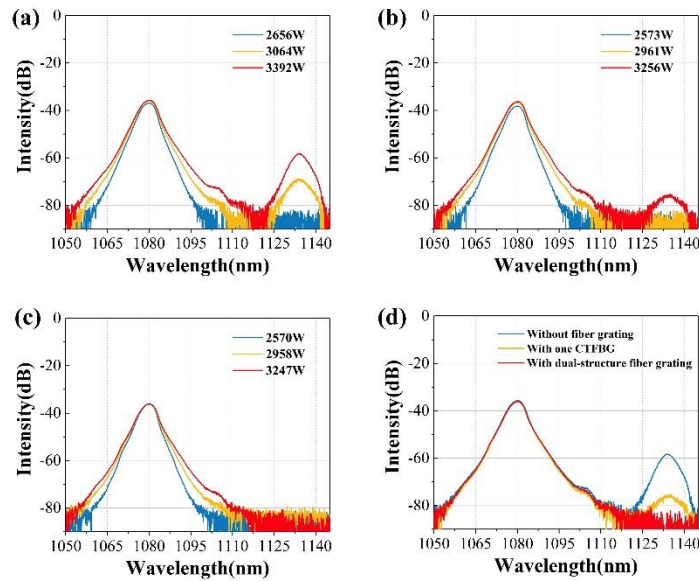 (a)
0
-20
-40
-60
-80
Intensity(dB)
2656W
3064W
3392W
1050 1065 1080 1095 1110 1125 1140
Wavelength(nm)
(b)
0
-20
-40
-60
-80
Intensity(dB)
2573W
2961W
3256W
1050 1065 1080 1095 1110 1125 1140
Wavelength(nm)
(c)
0
-20
-40
-60
-80
Intensity(dB)
2570W
2958W
3247W
1050 1065 1080 1095 1110 1125 1140
Wavelength(nm)
(d)
0
-20
-40
-60
-80
Intensity(dB)
Without fiber grating
With one CTFBG
With dual-structure fiber grating
1050 1065 1080 1095 1110 1125 1140
Wavelength(nm)